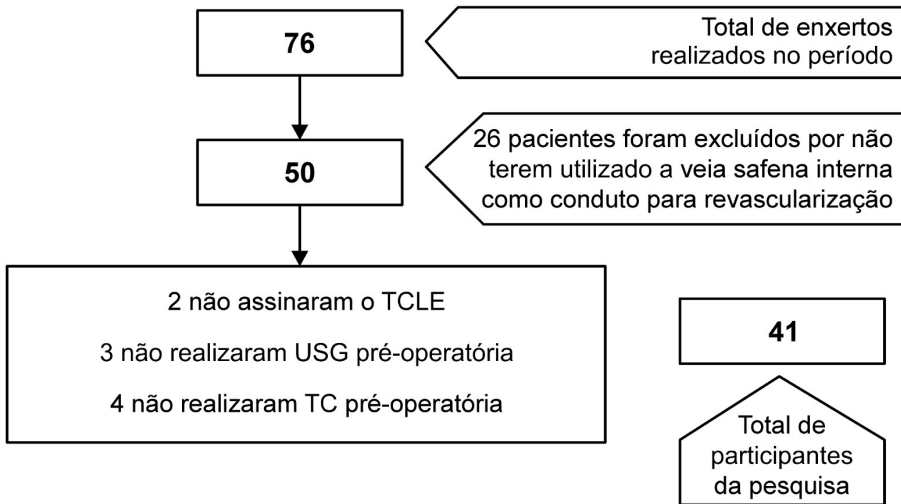 76
Total de enxertos
realizados no período
50
26 pacientes foram excluídos por não
terem utilizado a veia safena interna
como conduto para revascularização
2 não assinaram o TCLE
3 não realizaram USG pré-operatória
4 não realizaram TC pré-operatória
41
Total de
participantes
da pesquisa